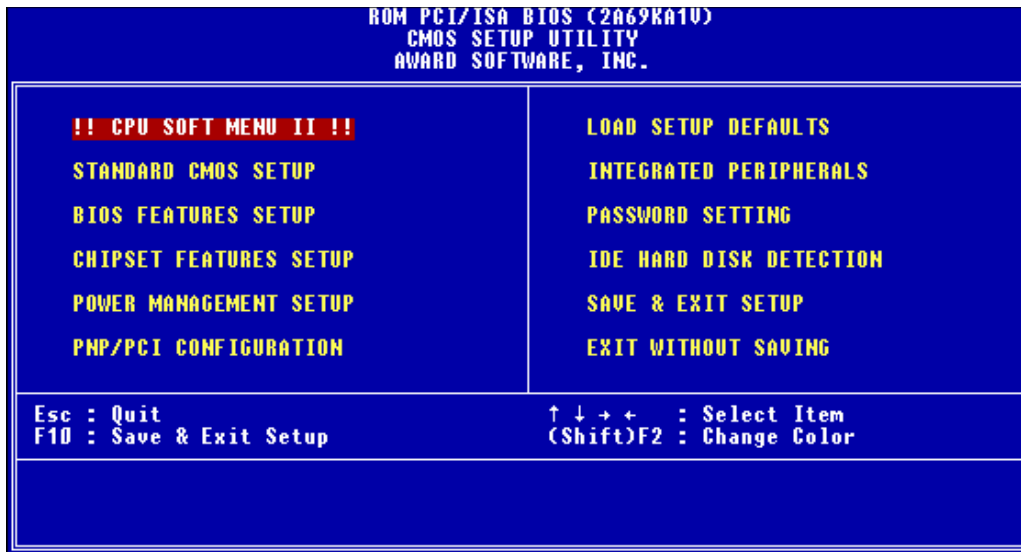 ROM PCI/ISA BIOS (2A69KA1V)
CMOS SETUP UTILITY
AWARD SOFTWARE, INC.
!! CPU SOFT MENU II !!
STANDARD CMOS SETUP
BIOS FEATURES SETUP
CHIPSET FEATURES SETUP
POWER MANAGEMENT SETUP
PNP/PCI CONFIGURATION
LOAD SETUP DEFAULTS
INTEGRATED PERIPHERALS
PASSWORD SETTING
IDE HARD DISK DETECTION
SAVE & EXIT SETUP
EXIT WITHOUT SAVING
Esc : Quit
F10 : Save & Exit Setup
↑ ↓ → ← : Select Item
(Shift)F2 : Change Color